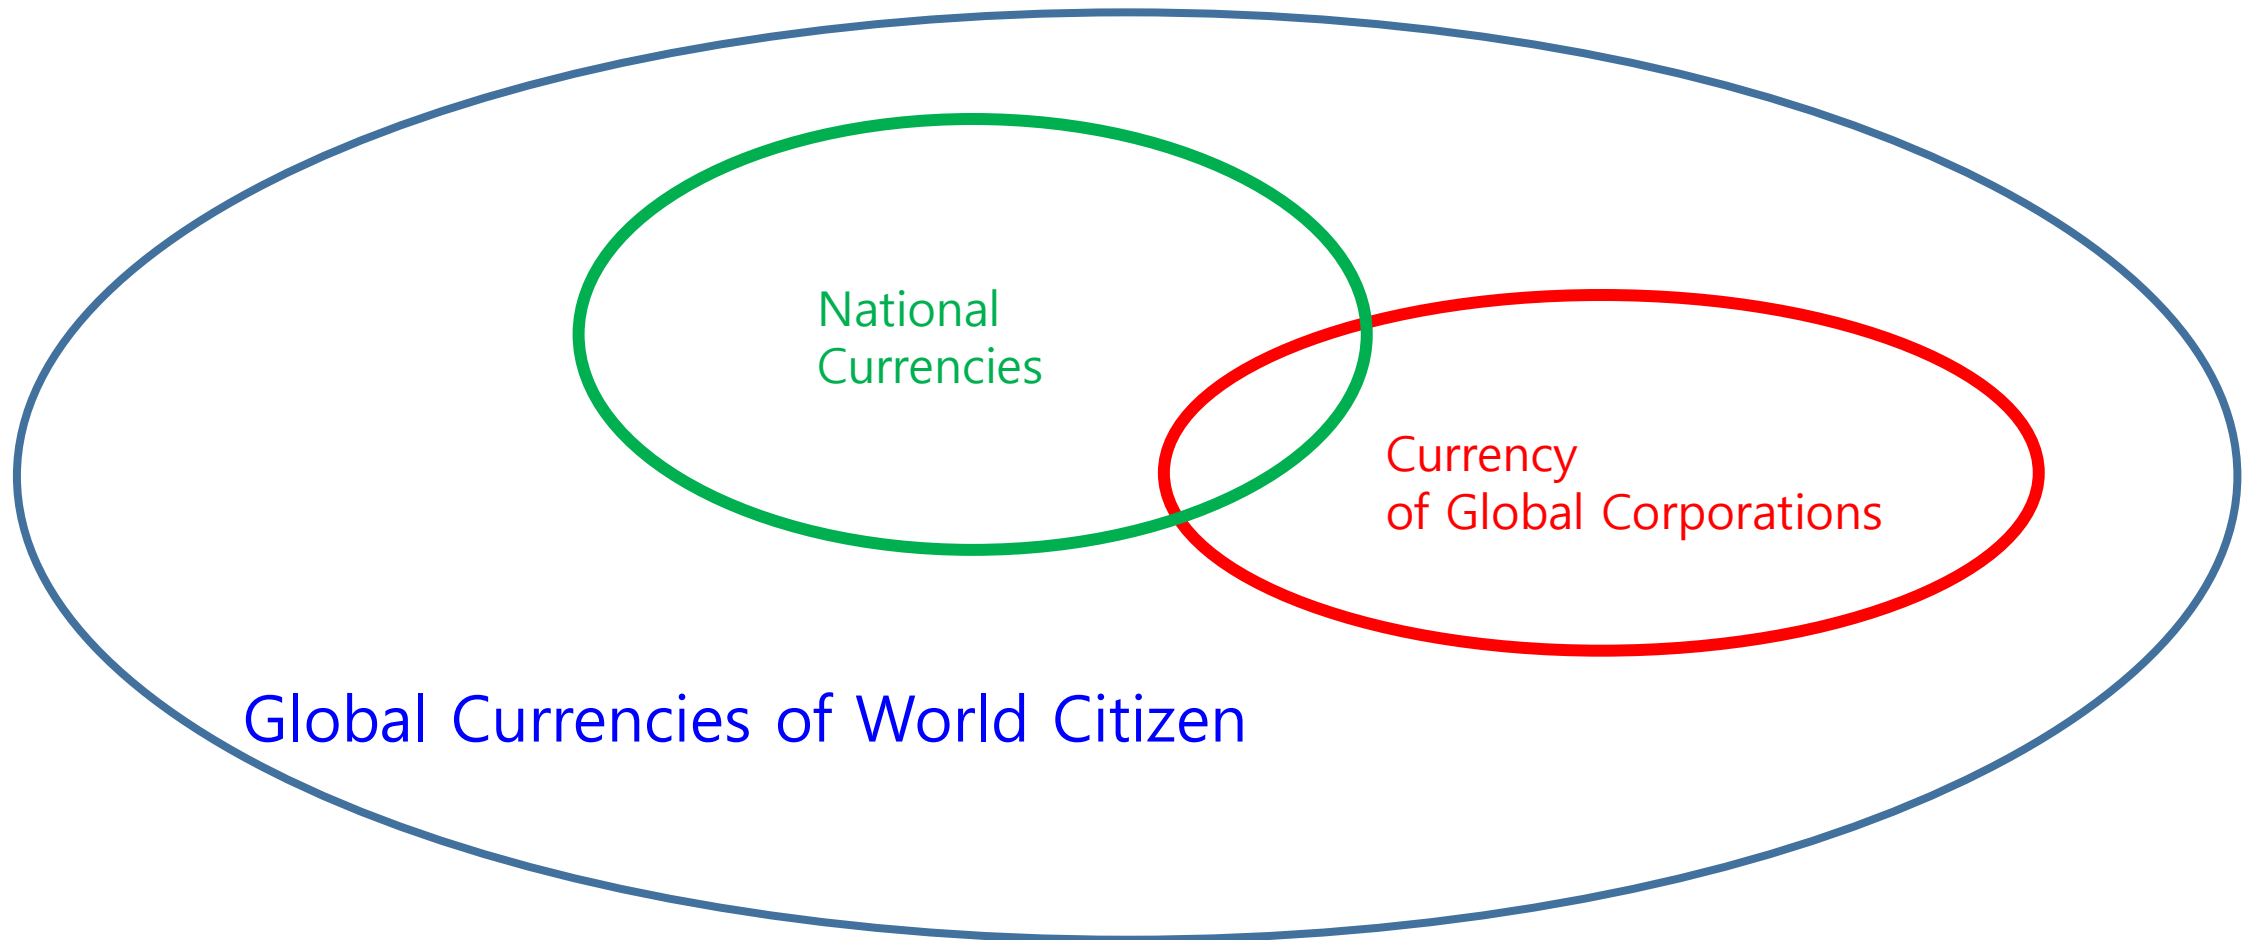 National
Currencies
Currency
of Global Corporations
Global Currencies of World Citizen